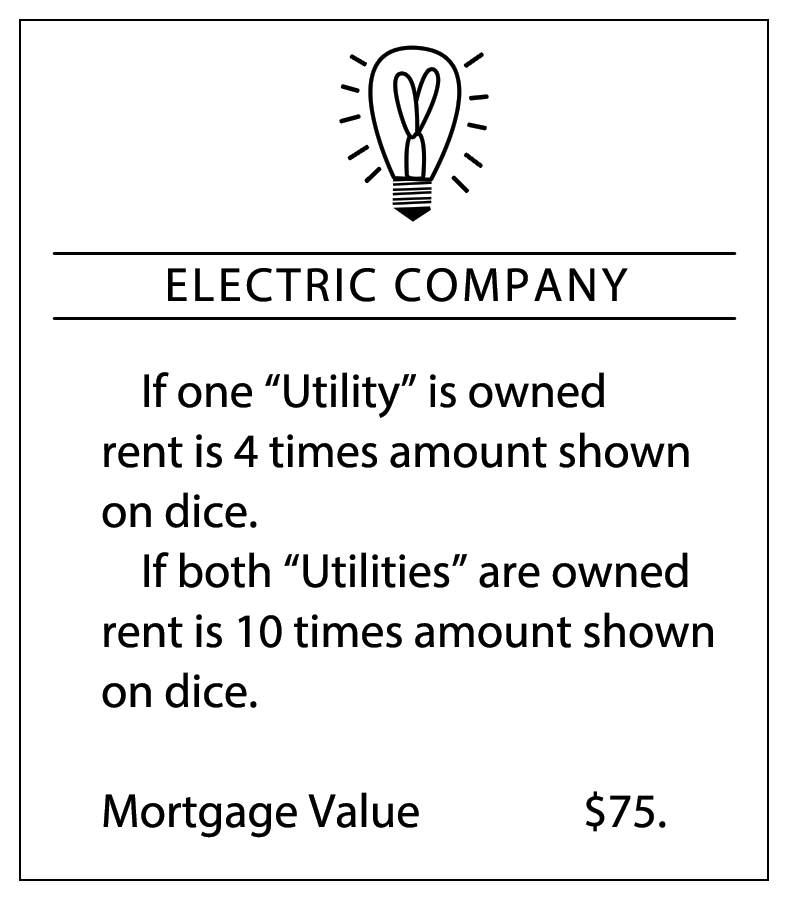 ELECTRIC COMPANY
If one “Utility” is owned
rent is 4 times amount shown
on dice.
If both “Utilities” are owned
rent is 10 times amount shown
on dice.
Mortgage Value $75.